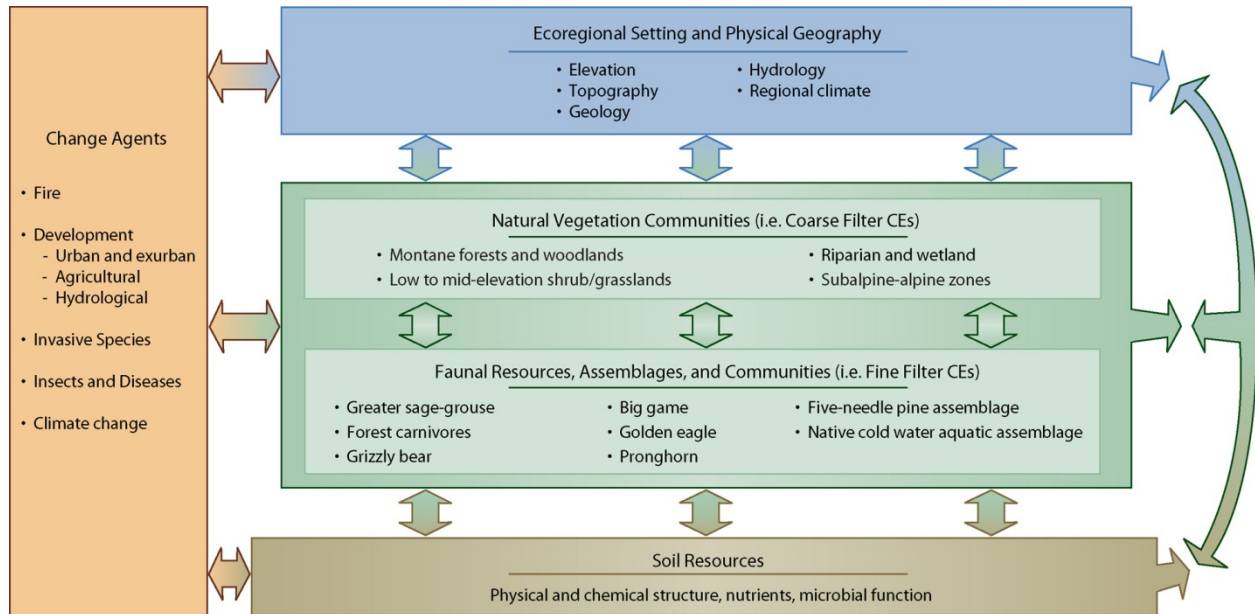 Change Agents
• Fire
• Development
- Urban and exurban
- Agricultural
- Hydrological
• Invasive Species
• Insects and Diseases
• Climate change
Ecoregional Setting and Physical Geography
• Elevation
• Topography
• Geology
• Hydrology
• Regional climate
Natural Vegetation Communities (i.e. Coarse Filter CEs)
• Montane forests and woodlands
• Low to mid-elevation shrub/grasslands
• Riparian and wetland
• Subalpine-alpine zones
Faunal Resources, Assemblages, and Communities (i.e. Fine Filter CEs)
• Greater sage-grouse
• Forest carnivores
• Grizzly bear
• Big game
• Golden eagle
• Pronghorn
• Five-needle pine assemblage
• Native cold water aquatic assemblage
Soil Resources
Physical and chemical structure, nutrients, microbial function